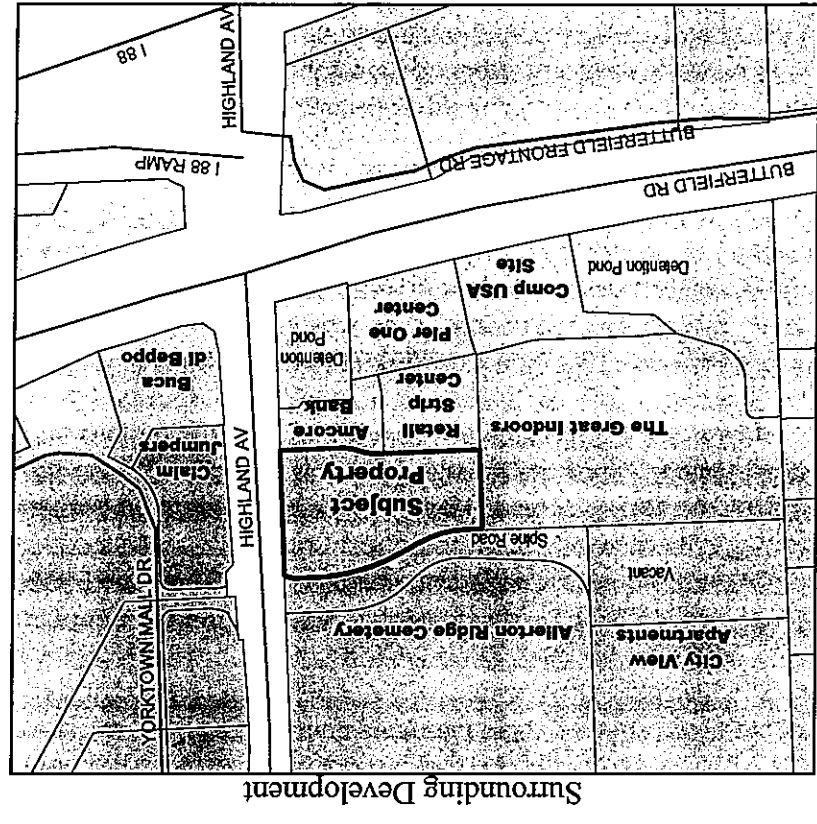 Surrounding Development
YORKTOWN MALL DR
City View
Apartments
Allerton Ridge Cemetery
Vacant
Spine Road
HIGHLAND AV
Subject
Property
Claim
Jumpers
Amcore
Bank
Retail
Strip
Center
The Great Indoors
Buca
di Beppo
Detention
Pond
Pier One
Center
Comp USA
Site
Detention Pond
BUTTERFIELD RD
I 88 RAMP
BUTTERFIELD FRONTAGE RD
I 88
HIGHLAND AV